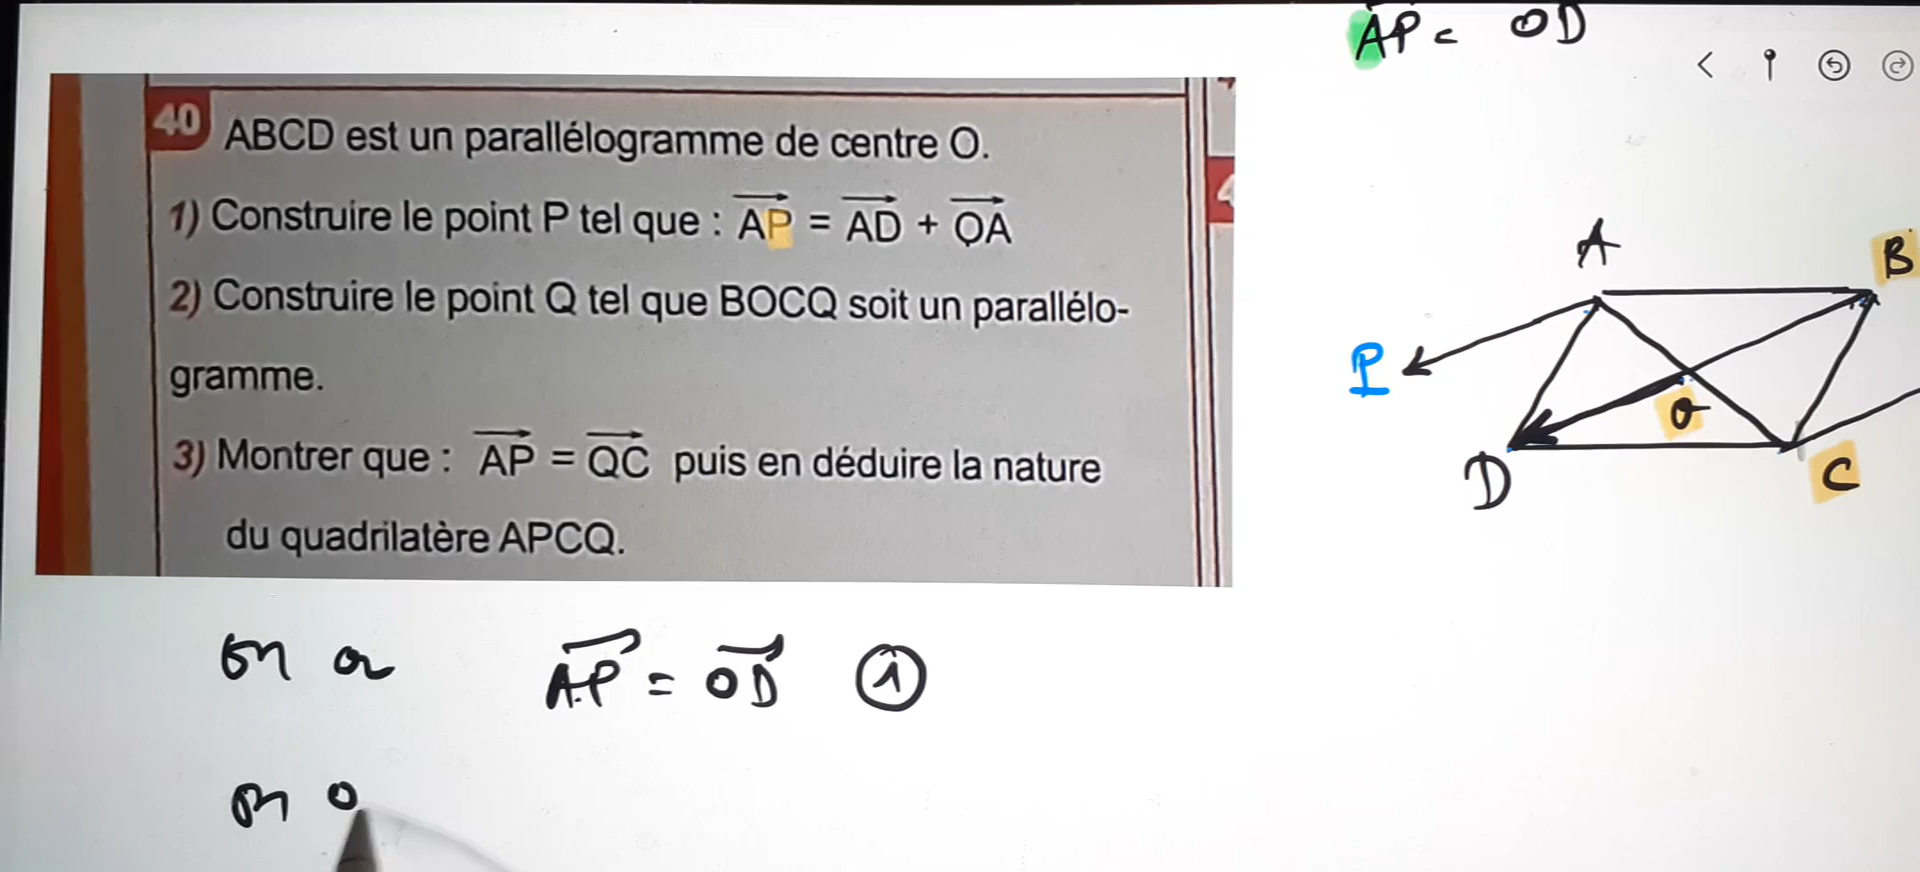 AP = OD
40 ABCD est un parallélogramme de centre O.
1) Construire le point P tel que : AP = AD + OA
2) Construire le point Q tel que BOCQ soit un parallélo-
gramme.
3) Montrer que : AP = QC puis en déduire la nature
du quadrilatère APCQ.
A
B
P
O
D
C
on a AP = OD ①
on